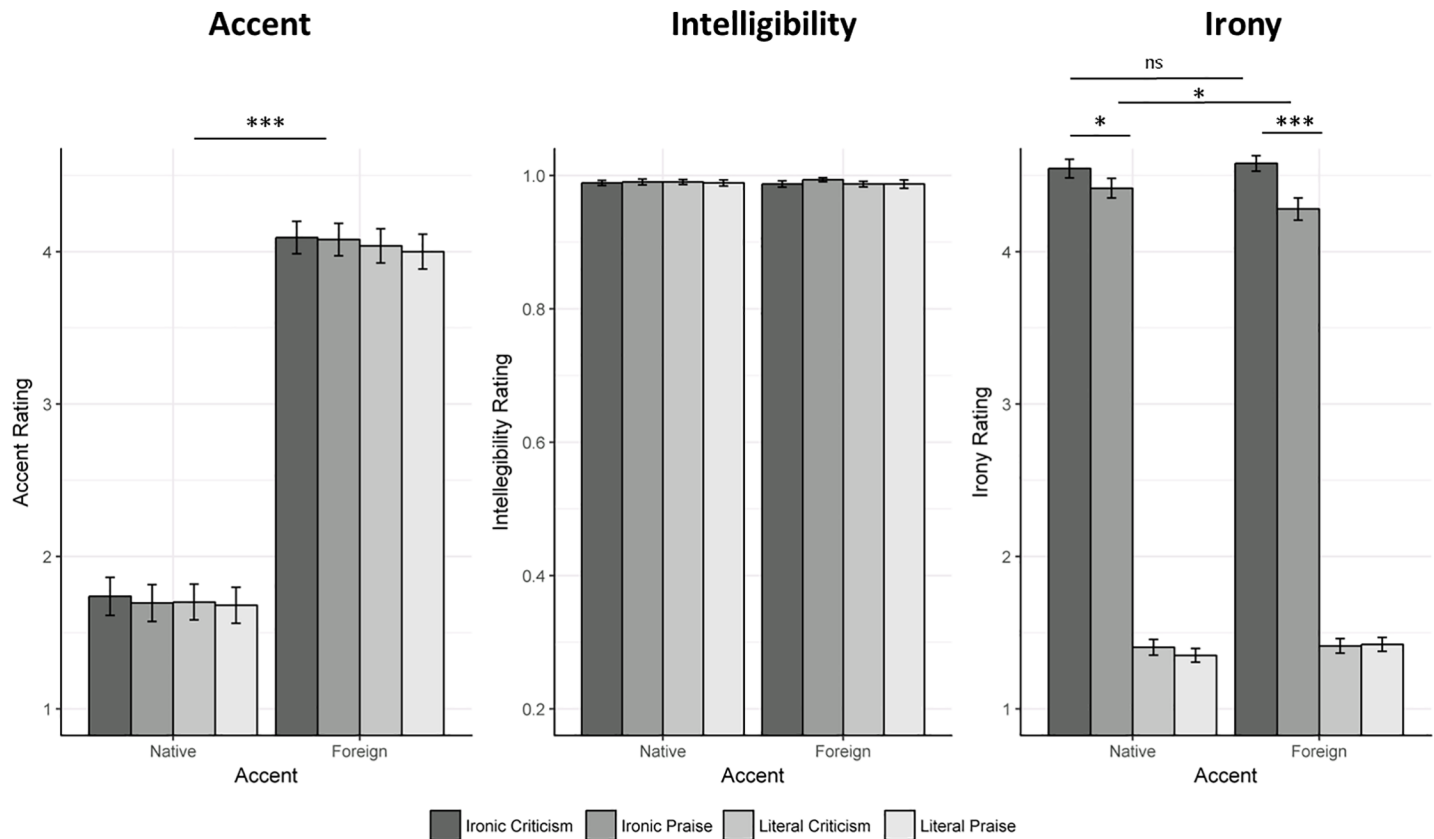 Accent
Intelligibility
Irony
***
ns
*
*
***
4
3
2
1
Accent Rating
Native
Foreign
Accent
1.0
0.8
0.6
0.4
0.2
Intellegibility Rating
Native
Foreign
Accent
4
3
2
1
Irony Rating
Native
Foreign
Accent
Ironic Criticism
Ironic Praise
Literal Criticism
Literal Praise